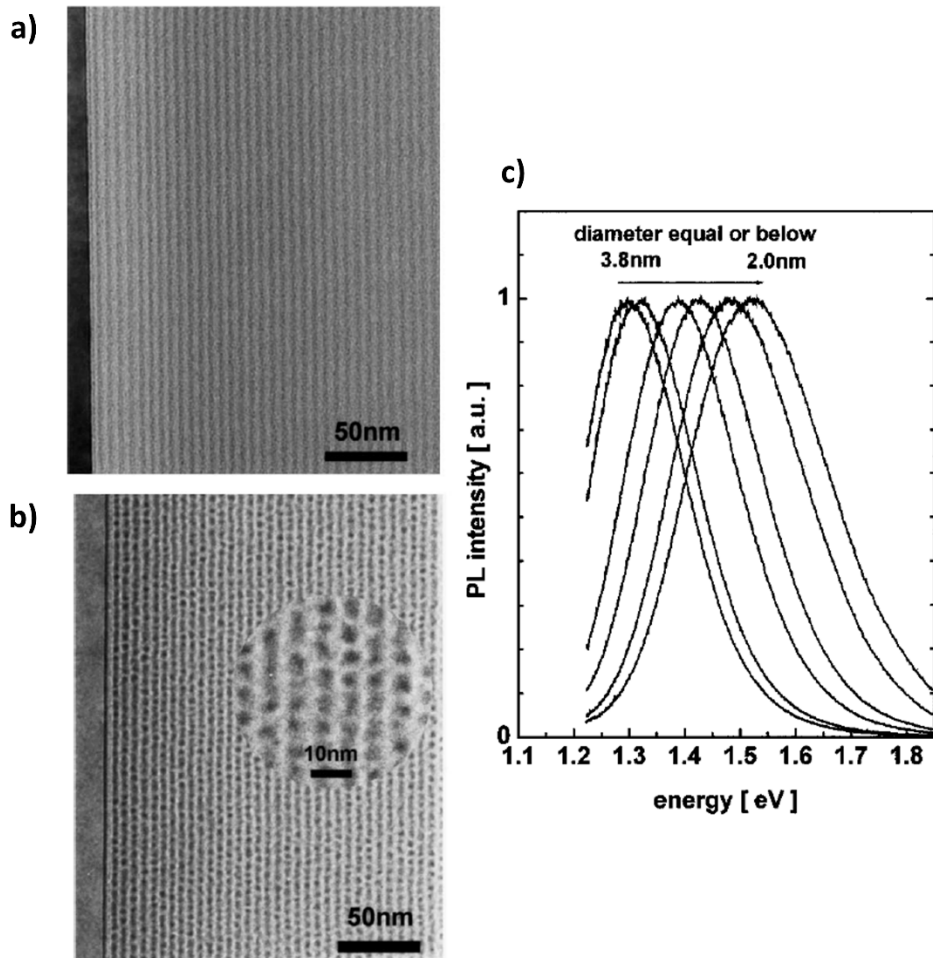 a)
50nm
b)
10nm
50nm
c)
diameter equal or below
3.8nm 2.0nm
1
PL intensity [ a.u. ]
0
1.1 1.2 1.3 1.4 1.5 1.6 1.7 1.8
energy [ eV ]